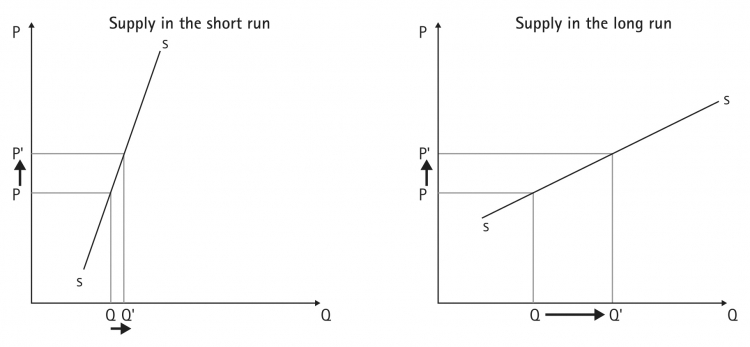 Supply in the short run
P
S
P'
P
S
Q Q'
Q
Supply in the long run
P
S
P'
P
S
Q Q'
Q